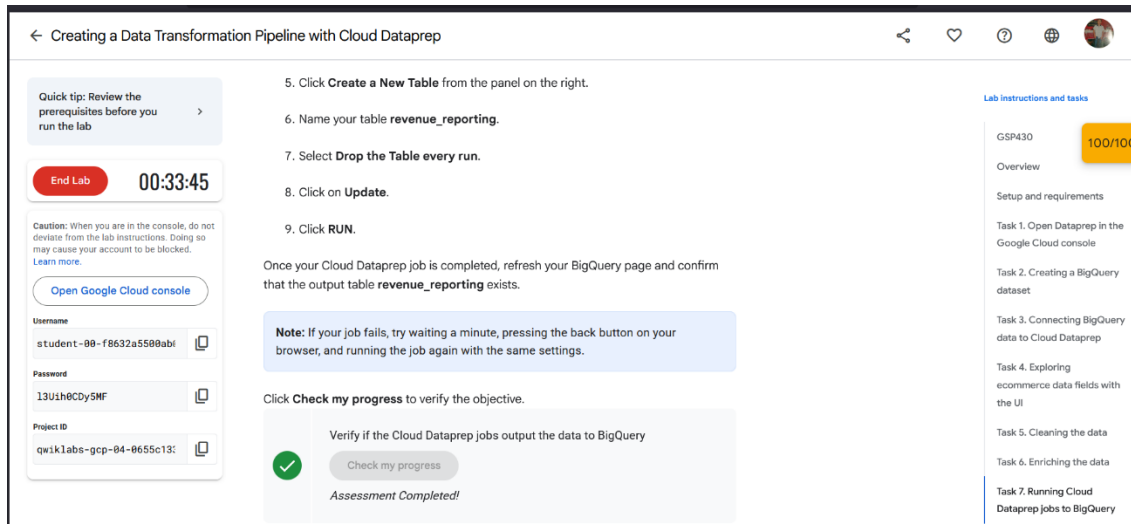 Creating a Data Transformation Pipeline with Cloud Dataprep
Quick tip: Review the
prerequisites before you
run the lab
End Lab
00:33:45
Caution: When you are in the console, do not
deviate from the lab instructions. Doing so
may cause your account to be blocked.
Learn more.
Open Google Cloud console
Username
student-00-f8632a5500ab
Password
l3Uih0CDy5MF
Project ID
qwiklabs-gcp-04-0655c13
5. Click Create a New Table from the panel on the right.
6. Name your table revenue_reporting.
7. Select Drop the Table every run.
8. Click on Update.
9. Click RUN.
Once your Cloud Dataprep job is completed, refresh your BigQuery page and confirm
that the output table revenue_reporting exists.
Note: If your job fails, try waiting a minute, pressing the back button on your
browser, and running the job again with the same settings.
Click Check my progress to verify the objective.
Verify if the Cloud Dataprep jobs output the data to BigQuery
Check my progress
Assessment Completed!
Lab instructions and tasks
GSP430
100/100
Overview
Setup and requirements
Task 1. Open Dataprep in the
Google Cloud console
Task 2. Creating a BigQuery
dataset
Task 3. Connecting BigQuery
data to Cloud Dataprep
Task 4. Exploring
ecommerce data fields with
the UI
Task 5. Cleaning the data
Task 6. Enriching the data
Task 7. Running Cloud
Dataprep jobs to BigQuery